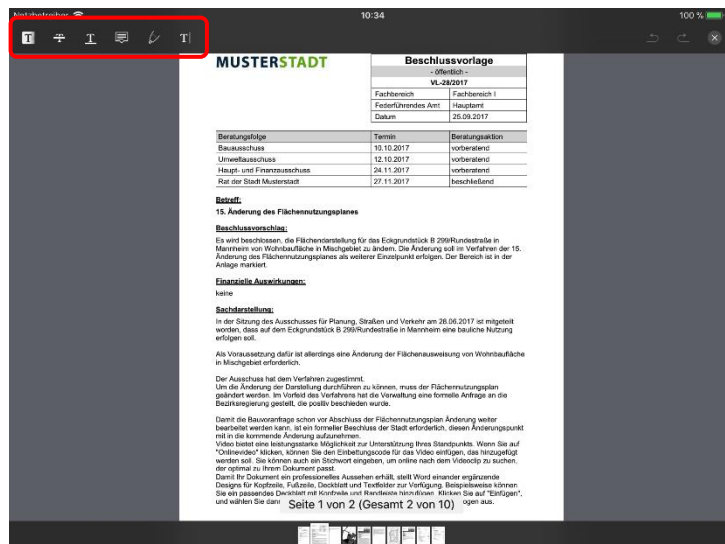 Netzbetreiber 10:34 100 %
T T T T
MUSTERSTADT
Beschlussvorlage
- öffentlich -
VL-28/2017
Fachbereich Fachbereich I
Federführendes Amt Hauptamt
Datum 26.09.2017
Beratungsfolge Termin Beratungsaktion
Bauausschuss 10.10.2017 vorberatend
Umweltausschuss 12.10.2017 vorberatend
Haupt- und Finanzausschuss 24.11.2017 vorberatend
Rat der Stadt Musterstadt 27.11.2017 beschließend
Betreff:
15. Änderung des Flächennutzungsplanes
Beschlussvorschlag:
Es wird beschlossen, die Flächendarstellung für das Eckgrundstück B 299/Rundestraße in
Mannheim von Wohnbaufläche in Mischgebiet zu ändern. Die Änderung soll im Verfahren der 15.
Änderung des Flächennutzungsplanes als weiterer Einzelpunkt erfolgen. Der Bereich ist in der
Anlage markiert.
Finanzielle Auswirkungen:
keine
Sachdarstellung:
In der Sitzung des Ausschusses für Planung, Straßen und Verkehr am 28.06.2017 ist mitgeteilt
worden, dass auf dem Eckgrundstück B 299/Rundestraße in Mannheim eine bauliche Nutzung
erfolgen soll.
Als Voraussetzung dafür ist allerdings eine Änderung der Flächenausweisung von Wohnbaufläche
in Mischgebiet erforderlich.
Der Ausschuss hat dem Verfahren zugestimmt.
Um die Änderung der Darstellung durchführen zu können, muss der Flächennutzungsplan
geändert werden. Im Vorfeld des Verfahrens hat die Verwaltung eine formelle Anfrage an die
Bezirksregierung gestellt, die positiv beschieden wurde.
Damit die Bauvoranfrage schon vor Abschluss der Flächennutzungsplan Änderung weiter
bearbeitet werden kann, ist ein formeller Beschluss der Stadt erforderlich, diesen Änderungspunkt
mit in die kommende Änderung aufzunehmen.
Video bietet eine leistungsstarke Möglichkeit zur Unterstützung Ihres Standpunkts. Wenn Sie auf
"Onlinevideo" klicken, können Sie den Einbettungscode für das Video einfügen, das hinzugefügt
werden soll. Sie können auch ein Stichwort eingeben, um online nach dem Videoclip zu suchen,
der optimal zu Ihrem Dokument passt.
Damit Ihr Dokument ein professionelles Aussehen erhält, stellt Word einander ergänzende
Designs für Kopfzeile, Fußzeile, Deckblatt und Textfelder zur Verfügung. Beispielsweise können
Sie ein passendes Deckblatt mit Kopfzeile und Randleiste hinzufügen. Klicken Sie auf "Einfügen",
und wählen Sie dann ogen aus.
Seite 1 von 2 (Gesamt 2 von 10)